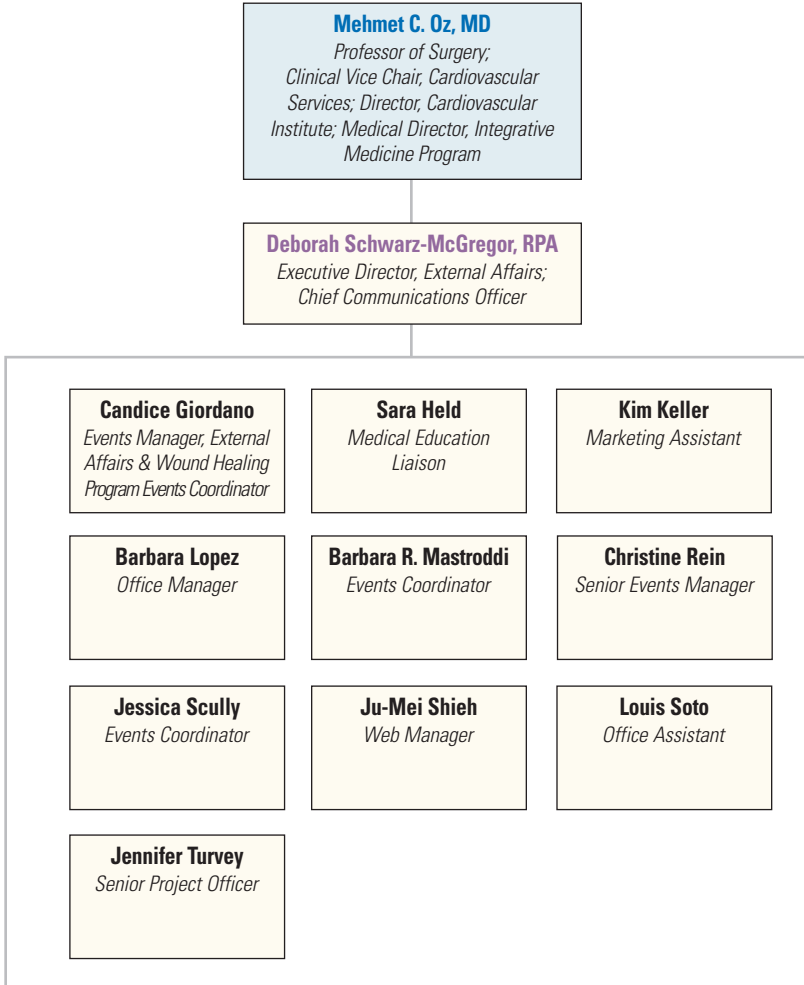 Mehmet C. Oz, MD
Professor of Surgery;
Clinical Vice Chair, Cardiovascular
Services; Director, Cardiovascular
Institute; Medical Director, Integrative
Medicine Program
Deborah Schwarz-McGregor, RPA
Executive Director, External Affairs;
Chief Communications Officer
Candice Giordano
Events Manager, External
Affairs & Wound Healing
Program Events Coordinator
Sara Held
Medical Education
Liaison
Kim Keller
Marketing Assistant
Barbara Lopez
Office Manager
Barbara R. Mastroddi
Events Coordinator
Christine Rein
Senior Events Manager
Jessica Scully
Events Coordinator
Ju-Mei Shieh
Web Manager
Louis Soto
Office Assistant
Jennifer Turvey
Senior Project Officer